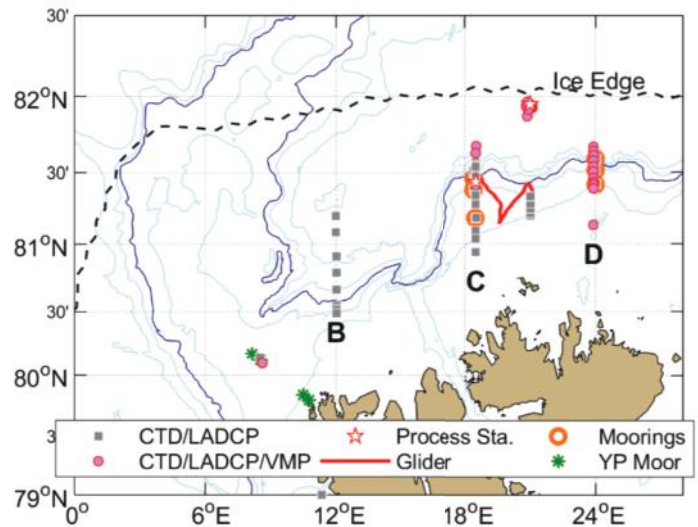 30'
82°N
Ice Edge
30'
81°N
C
D
30'
B
80°N
3
CTD/LADCP
Process Sta.
Moorings
CTD/LADCP/VMP
Glider
YP Moor
79°N
0°
6°E
12°E
18°E
24°E